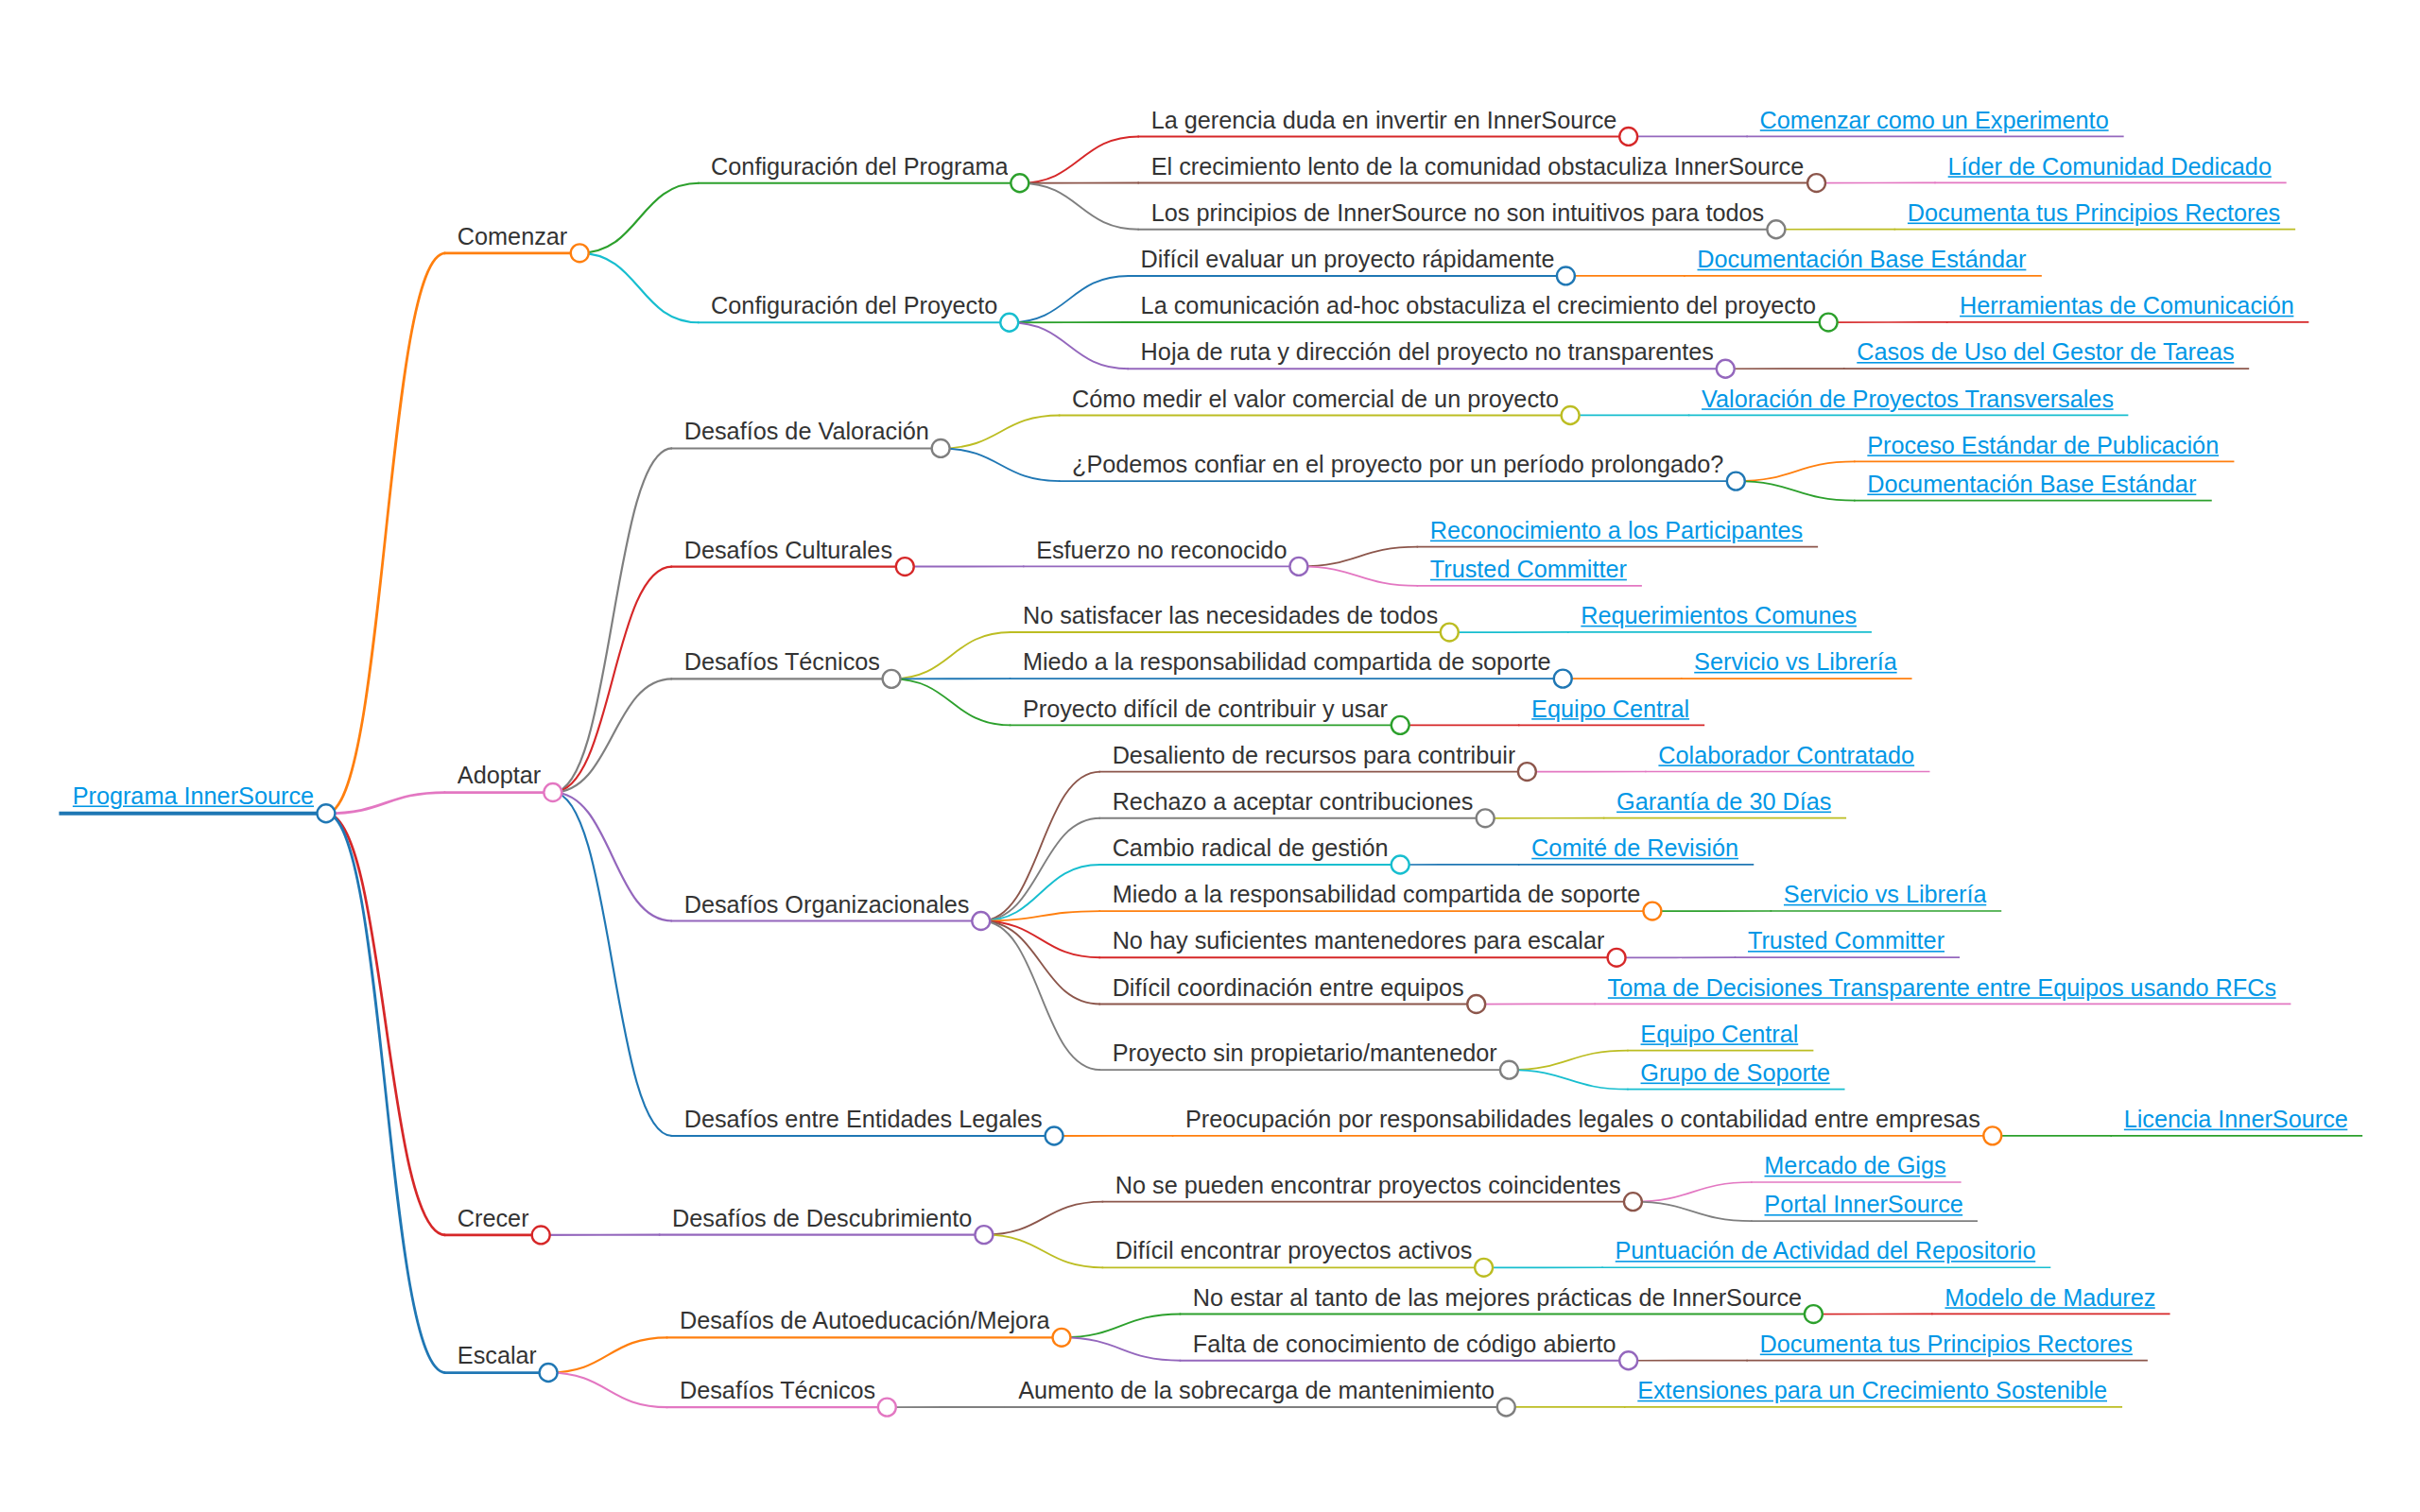 Programa InnerSource
Comenzar
Configuración del Programa
La gerencia duda en invertir en InnerSource
Comenzar como un Experimento
El crecimiento lento de la comunidad obstaculiza InnerSource
Líder de Comunidad Dedicado
Los principios de InnerSource no son intuitivos para todos
Documenta tus Principios Rectores
Configuración del Proyecto
Difícil evaluar un proyecto rápidamente
Documentación Base Estándar
La comunicación ad-hoc obstaculiza el crecimiento del proyecto
Herramientas de Comunicación
Hoja de ruta y dirección del proyecto no transparentes
Casos de Uso del Gestor de Tareas
Adoptar
Desafíos de Valoración
Cómo medir el valor comercial de un proyecto
Valoración de Proyectos Transversales
¿Podemos confiar en el proyecto por un período prolongado?
Proceso Estándar de Publicación
Documentación Base Estándar
Desafíos Culturales
Esfuerzo no reconocido
Reconocimiento a los Participantes
Trusted Committer
Desafíos Técnicos
No satisfacer las necesidades de todos
Requerimientos Comunes
Miedo a la responsabilidad compartida de soporte
Servicio vs Librería
Proyecto difícil de contribuir y usar
Equipo Central
Desafíos Organizacionales
Desaliento de recursos para contribuir
Colaborador Contratado
Rechazo a aceptar contribuciones
Garantía de 30 Días
Cambio radical de gestión
Comité de Revisión
Miedo a la responsabilidad compartida de soporte
Servicio vs Librería
No hay suficientes mantenedores para escalar
Trusted Committer
Difícil coordinación entre equipos
Toma de Decisiones Transparente entre Equipos usando RFCs
Proyecto sin propietario/mantenedor
Equipo Central
Grupo de Soporte
Desafíos entre Entidades Legales
Preocupación por responsabilidades legales o contabilidad entre empresas
Licencia InnerSource
Crecer
Desafíos de Descubrimiento
No se pueden encontrar proyectos coincidentes
Mercado de Gigs
Portal InnerSource
Difícil encontrar proyectos activos
Puntuación de Actividad del Repositorio
Escalar
Desafíos de Autoeducación/Mejora
No estar al tanto de las mejores prácticas de InnerSource
Modelo de Madurez
Falta de conocimiento de código abierto
Documenta tus Principios Rectores
Desafíos Técnicos
Aumento de la sobrecarga de mantenimiento
Extensiones para un Crecimiento Sostenible